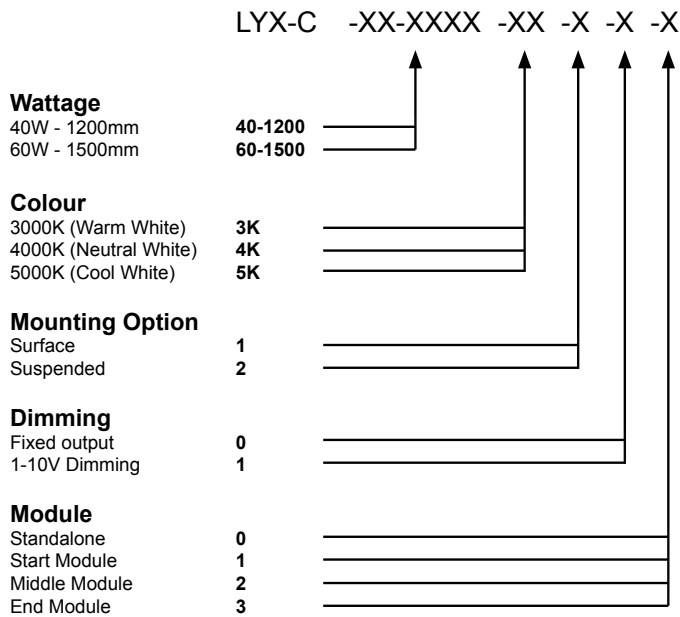 LYX-C -XX-XXXX -XX -X -X -X
Wattage
40W - 1200mm 40-1200
60W - 1500mm 60-1500
Colour
3000K (Warm White) 3K
4000K (Neutral White) 4K
5000K (Cool White) 5K
Mounting Option
Surface 1
Suspended 2
Dimming
Fixed output 0
1-10V Dimming 1
Module
Standalone 0
Start Module 1
Middle Module 2
End Module 3